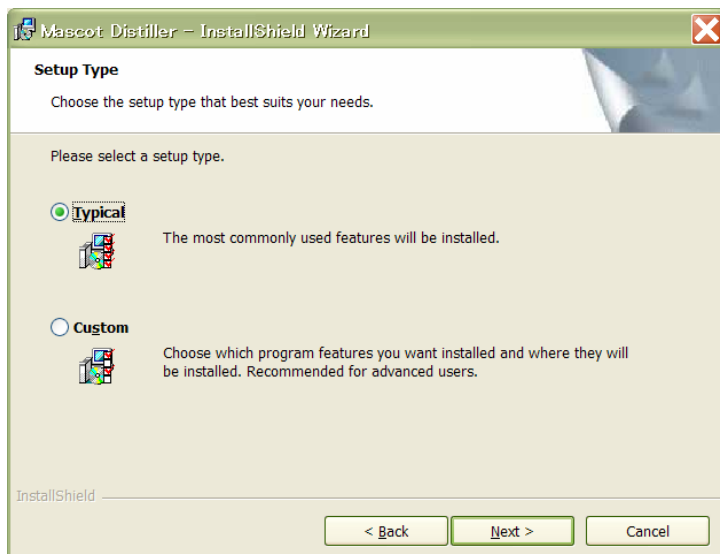 Mascot Distiller - InstallShield Wizard
Setup Type
Choose the setup type that best suits your needs.
Please select a setup type.
Typical
The most commonly used features will be installed.
Custom
Choose which program features you want installed and where they will
be installed. Recommended for advanced users.
InstallShield
< Back
Next >
Cancel